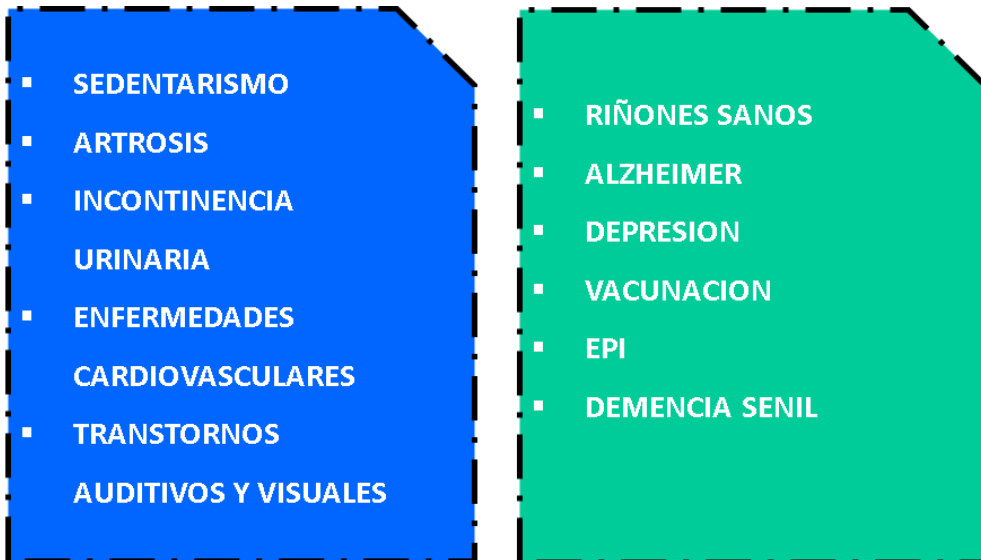 ▪ SEDENTARISMO
▪ ARTROSIS
▪ INCONTINENCIA
URINARIA
▪ ENFERMEDADES
CARDIOVASCULARES
▪ TRANSTORNOS
AUDITIVOS Y VISUALES
▪ RIÑONES SANOS
▪ ALZHEIMER
▪ DEPRESION
▪ VACUNACION
▪ EPI
▪ DEMENCIA SENIL